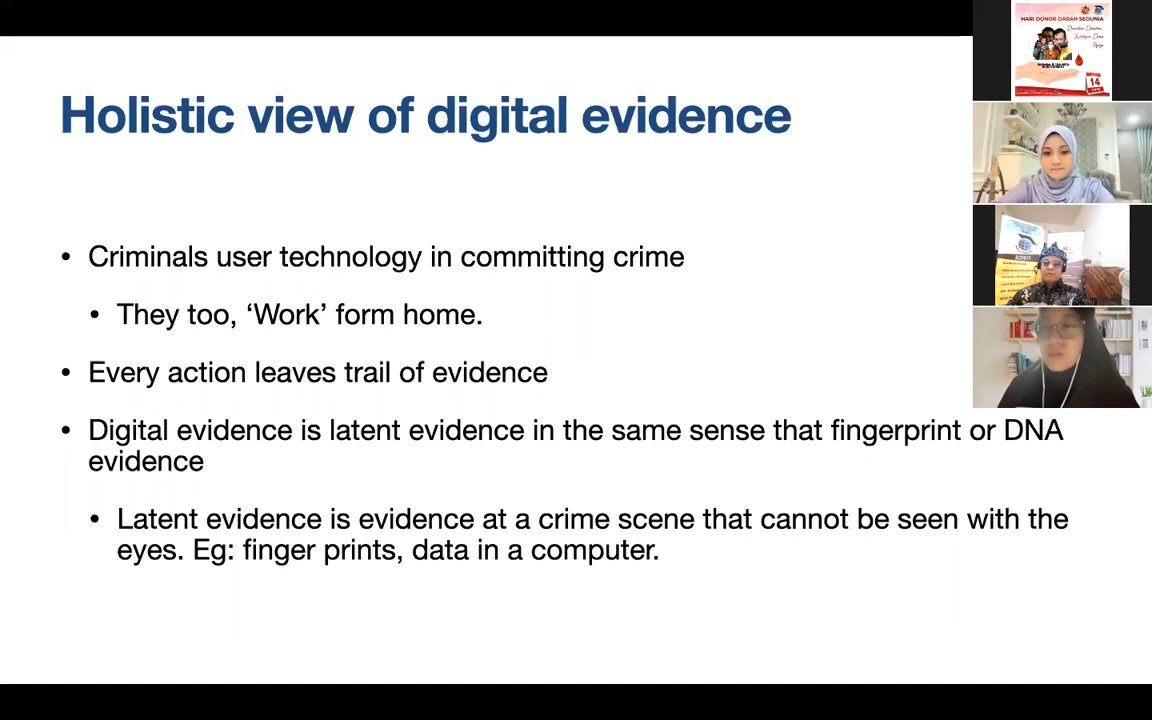 Holistic view of digital evidence
• Criminals user technology in committing crime
• They too, ‘Work’ form home.
• Every action leaves trail of evidence
• Digital evidence is latent evidence in the same sense that fingerprint or DNA
evidence
• Latent evidence is evidence at a crime scene that cannot be seen with the
eyes. Eg: finger prints, data in a computer.
HARI DONOR DARAH SEDUNIA
14